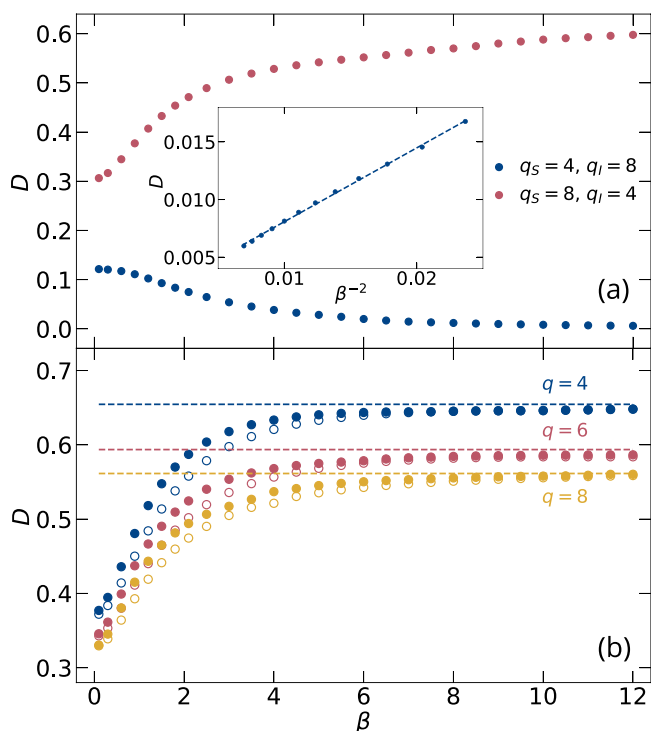 0.6
0.5
0.4
0.3
0.2
0.1
0.0
D
0.015
0.010
0.005
D
0.01
0.02
β⁻²
q_S = 4, q_I = 8
q_S = 8, q_I = 4
(a)
0.7
0.6
0.5
0.4
0.3
D
q = 4
q = 6
q = 8
(b)
0
2
4
6
8
10
12
β